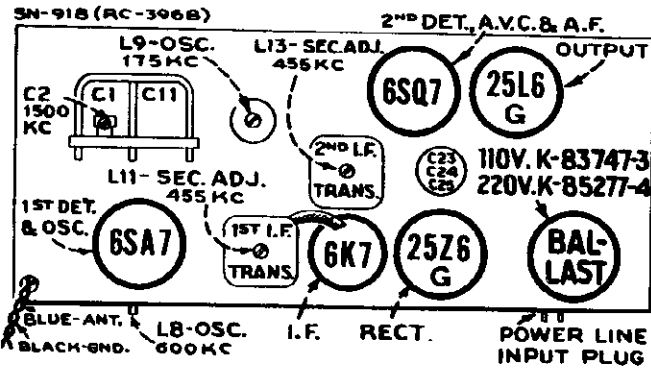 SN-918 (RC-396B)
2ND DET., A.V.C. & A.F.
OUTPUT
L9-OSC.
175 KC
L13-SEC. ADJ.
455 KC
C2
1500
KC
C1
C11
6SQ7
25L6
G
2ND I.F.
TRANS.
C23
C24
C25
110V. K-83747-3
220V. K-85277-4
L11-SEC. ADJ.
455 KC
1ST DET.
& OSC.
6SA7
1ST I.F.
TRANS.
6K7
25Z6
G
BAL-
LAST
BLUE-ANT.
BLACK-GND.
L8-OSC.
600 KC
I.F.
RECT.
POWER LINE
INPUT PLUG